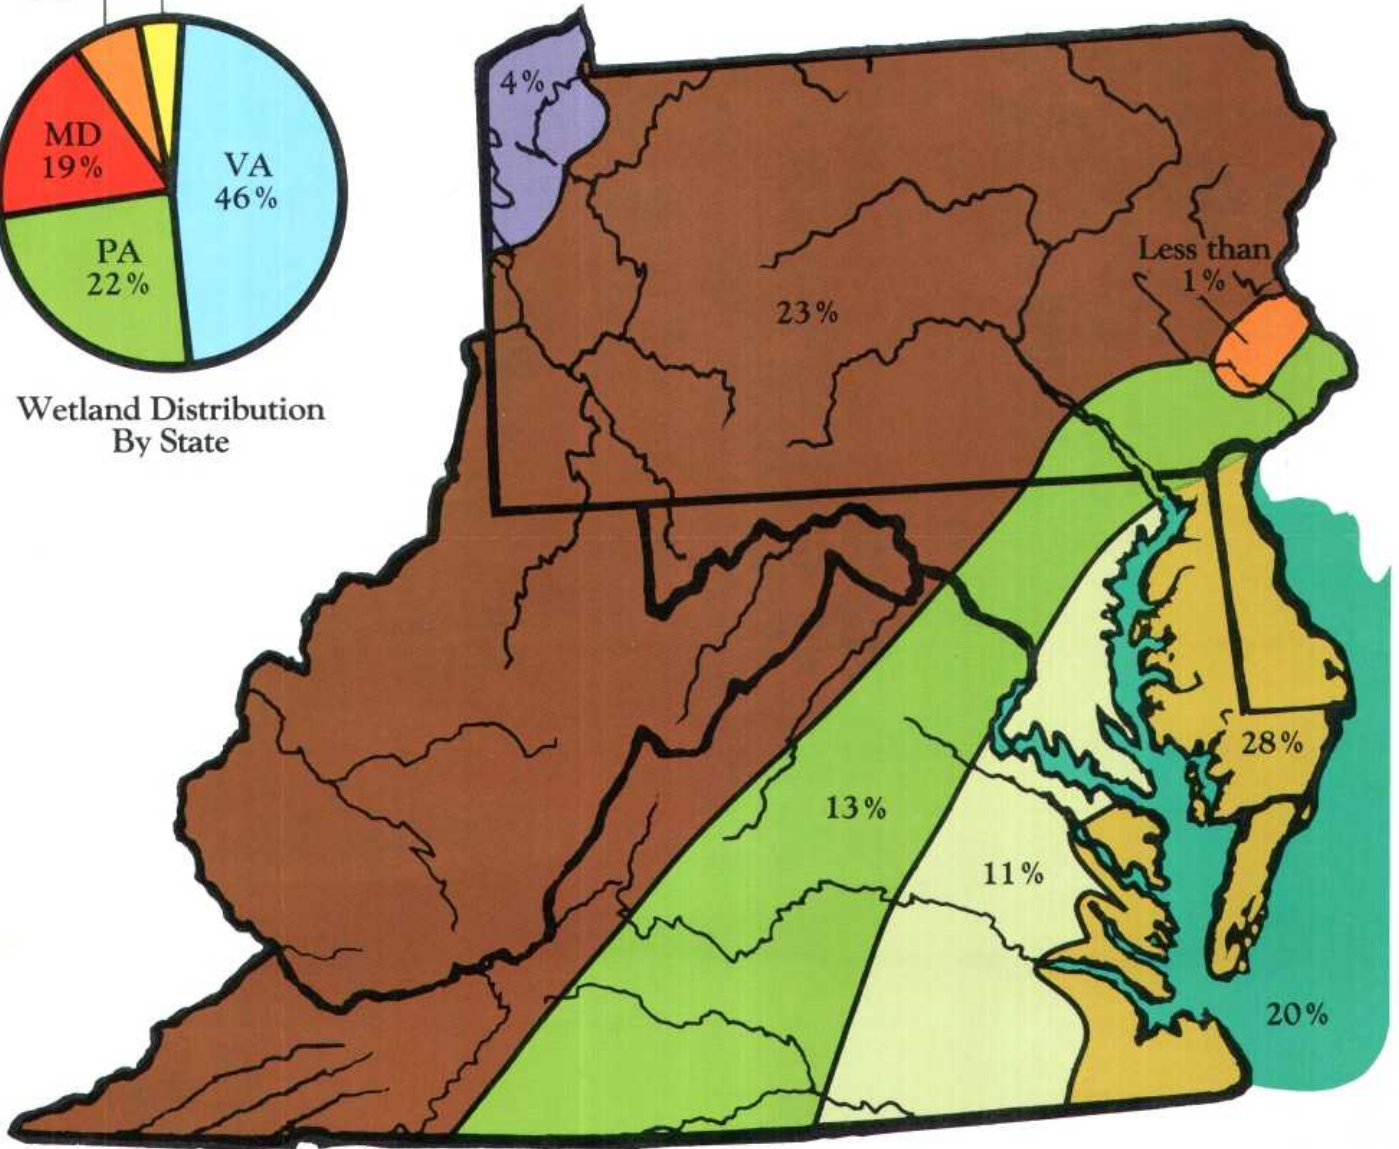 MD
19%
VA
46%
PA
22%
Wetland Distribution
By State
4%
23%
Less than
1%
28%
13%
11%
20%